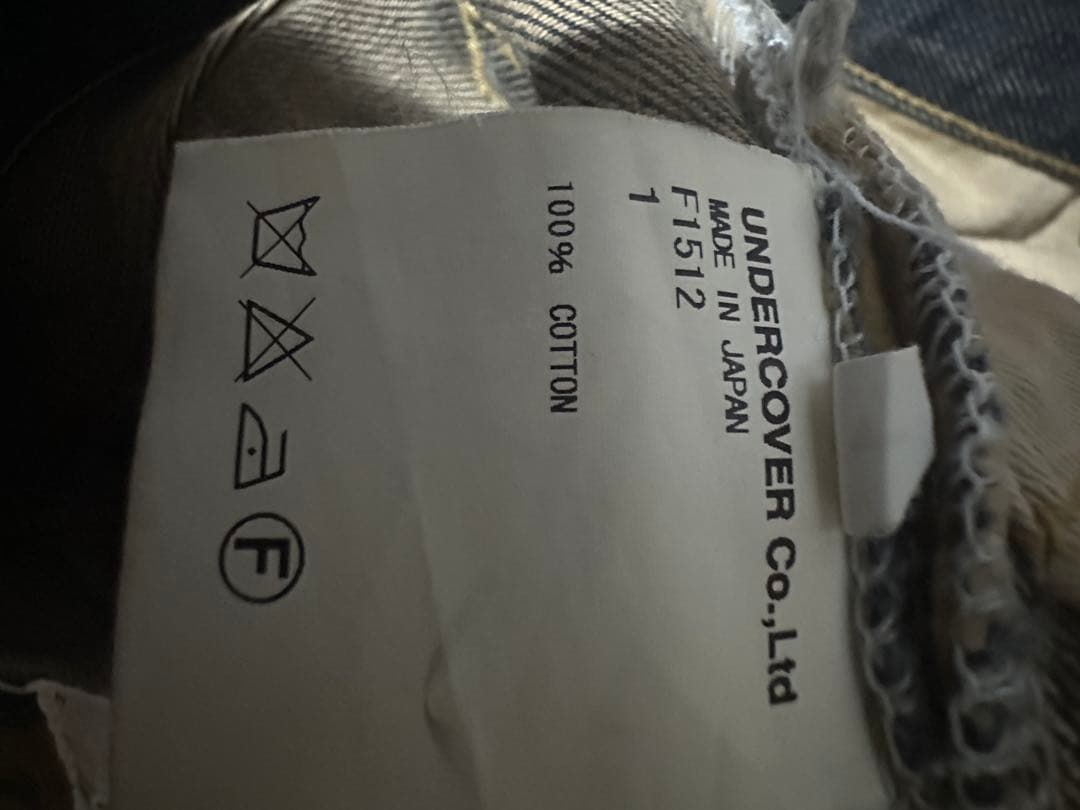 UNDERCOVER Co.,Ltd
MADE IN JAPAN
F1512
1
100% COTTON
F